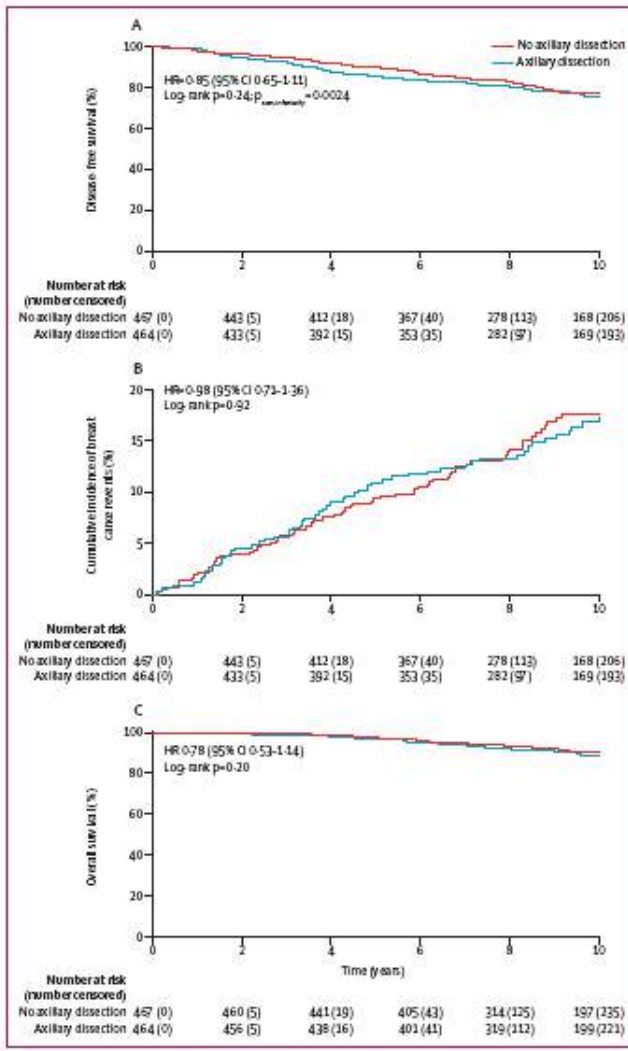 A
No axillary dissection
Axillary dissection
HR=0·85 (95% CI 0·65–1·11)
Log-rank p=0·24; p non-inferiority =0·0024
Disease-free survival (%)
100
80
60
40
20
0
0 2 4 6 8 10
Number at risk
(number censored)
No axillary dissection 467 (0) 443 (5) 412 (18) 367 (40) 278 (113) 168 (206)
Axillary dissection 464 (0) 433 (5) 392 (15) 353 (35) 282 (97) 169 (193)
B
HR=0·98 (95% CI 0·71–1·36)
Log-rank p=0·92
Cumulative incidence of breast
cancer events (%)
20
15
10
5
0
0 2 4 6 8 10
Number at risk
(number censored)
No axillary dissection 467 (0) 443 (5) 412 (18) 367 (40) 278 (113) 168 (206)
Axillary dissection 464 (0) 433 (5) 392 (15) 353 (35) 282 (97) 169 (193)
C
HR 0·78 (95% CI 0·53–1·14)
Log-rank p=0·20
Overall survival (%)
100
80
60
40
20
0
0 2 4 6 8 10
Time (years)
Number at risk
(number censored)
No axillary dissection 467 (0) 460 (5) 441 (19) 405 (43) 314 (125) 197 (235)
Axillary dissection 464 (0) 456 (5) 438 (16) 401 (41) 319 (112) 199 (221)